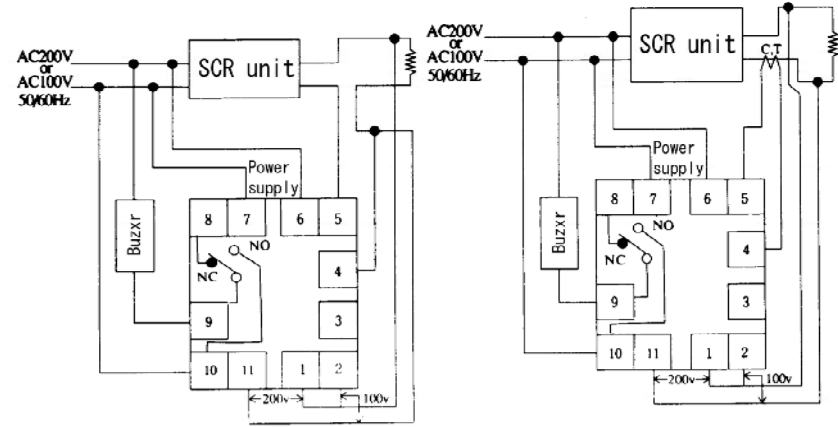 AC200V
or
AC100V
50/60Hz
SCR unit
Power
supply
Buzxr
8 7 6 5
NO
NC
4
9
3
10 11 1 2
200v
100v
AC200V
or
AC100V
50/60Hz
SCR unit
C.T
Power
supply
Buzxr
8 7 6 5
NO
NC
4
9
3
10 11 1 2
200v
100v